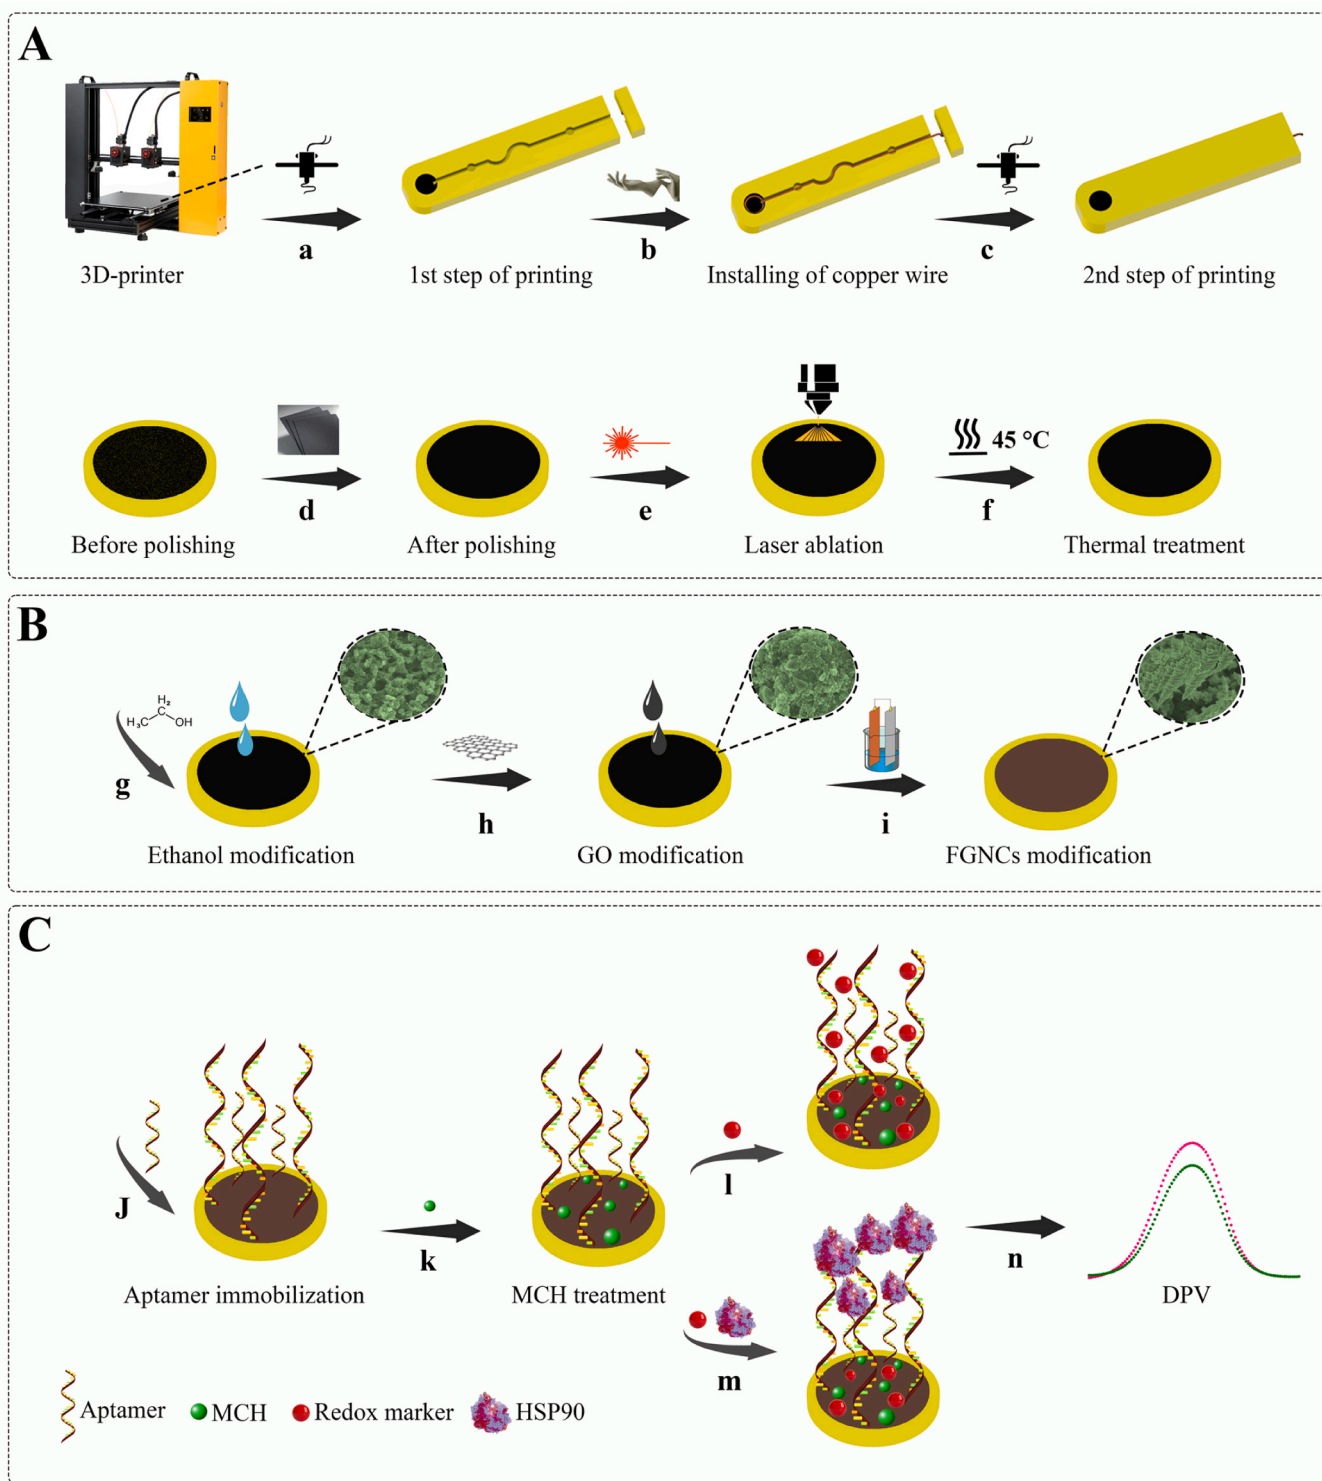 A
a
b
c
3D-printer
1st step of printing
Installing of copper wire
2nd step of printing
45 °C
d
e
f
Before polishing
After polishing
Laser ablation
Thermal treatment
B
H₃C
C
H₂
OH
g
h
i
Ethanol modification
GO modification
FGNCs modification
C
J
k
l
m
n
Aptamer immobilization
MCH treatment
DPV
Aptamer
MCH
Redox marker
HSP90